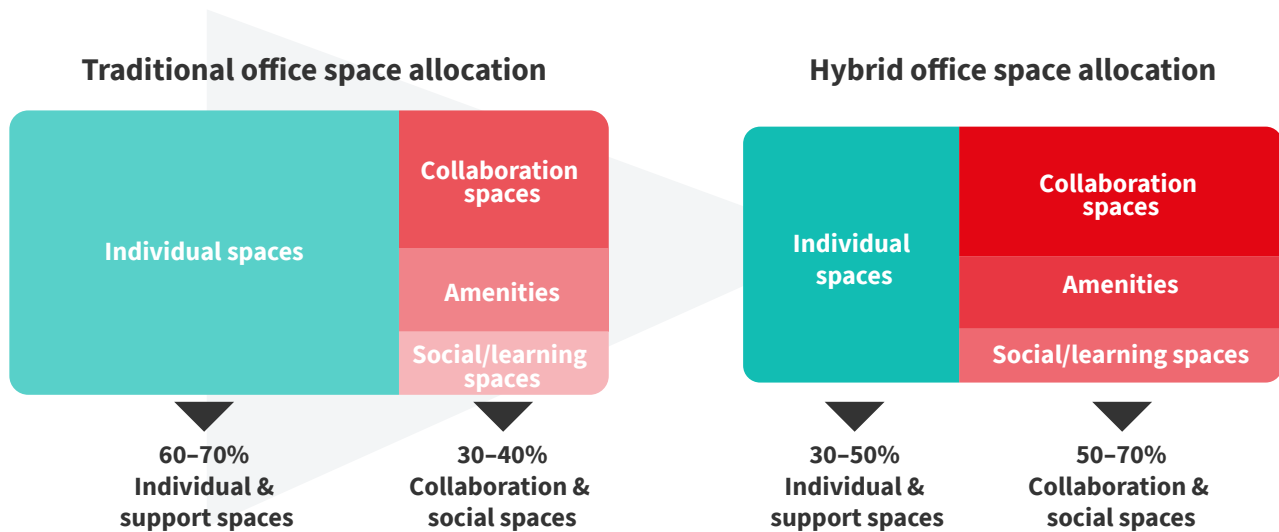 Traditional office space allocation
Individual spaces
Collaboration
spaces
Amenities
Social/learning
spaces
60–70%
Individual &
support spaces
30–40%
Collaboration &
social spaces
Hybrid office space allocation
Individual
spaces
Collaboration
spaces
Amenities
Social/learning spaces
30–50%
Individual &
support spaces
50–70%
Collaboration &
social spaces